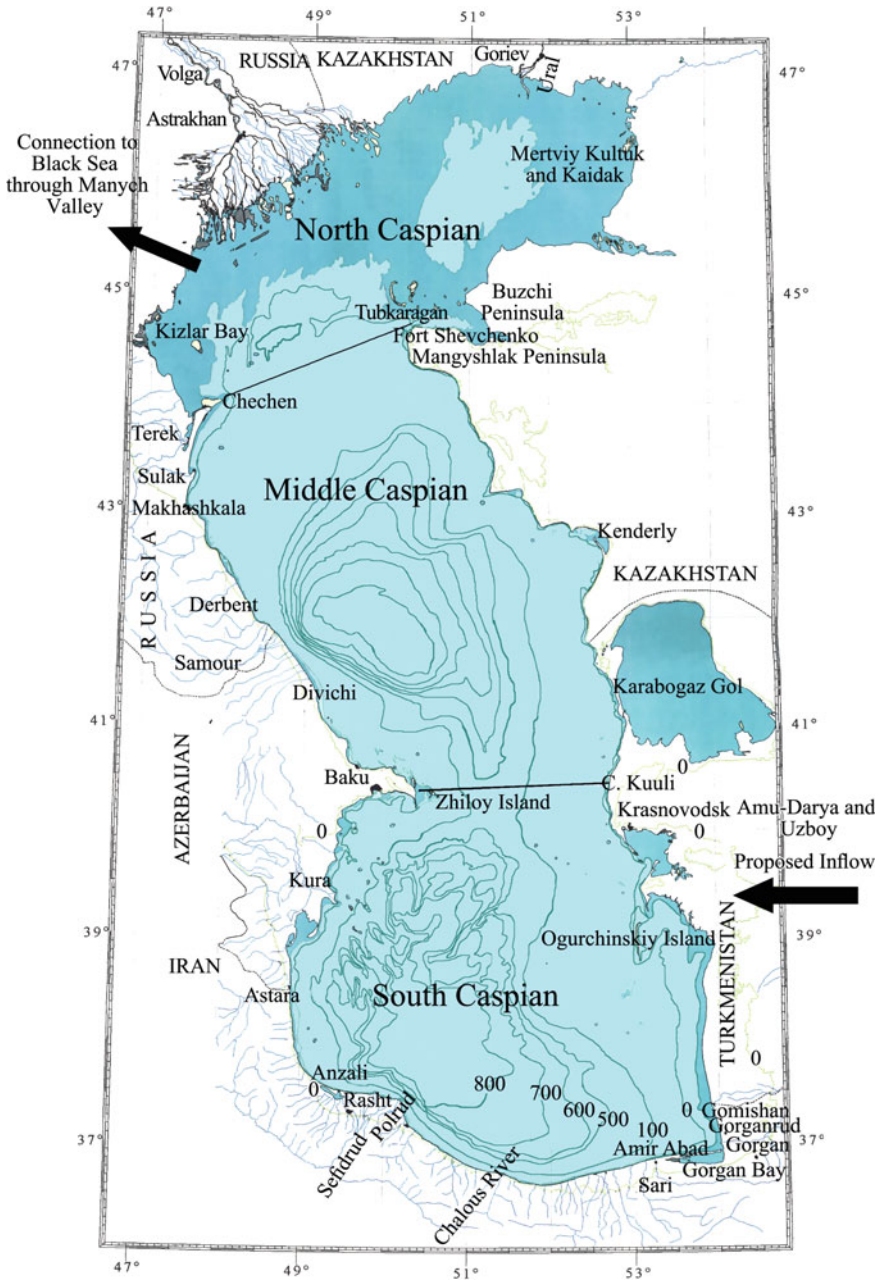 47°
49°
51°
53°
47°
RUSSIA
KAZAKHSTAN
Goriev
Ural
47°
Volga
Astrakhan
Connection to
Black Sea
through Manych
Valley
Mertviy Kultuk
and Kaidak
North Caspian
45°
45°
Buzchi
Peninsula
Tubkaragan
Kizlar Bay
Fort Shevchenko
Mangyshlak Peninsula
Chechen
Terek
Sulak
Middle Caspian
43°
Makhashkala
43°
Kenderly
RUSSIA
KAZAKHSTAN
Derbent
Samour
Karabogaz Gol
Divichi
41°
41°
AZERBAIJAN
Baku
0
C. Kuuli
Zhiloy Island
Krasnovodsk
Amu-Darya and
Uzboy
0
0
Proposed Inflow
Kura
39°
Ogurchinskiy Island
39°
IRAN
TURKMENISTAN
Astara
South Caspian
0
Anzali
0
Rasht
800
700
600
500
100
0
Gomishan
Gorganrud
Gorgan
37°
37°
Sefidrud
Polrud
Amir Abad
Gorgan Bay
Chalous River
Sari
47°
49°
51°
53°